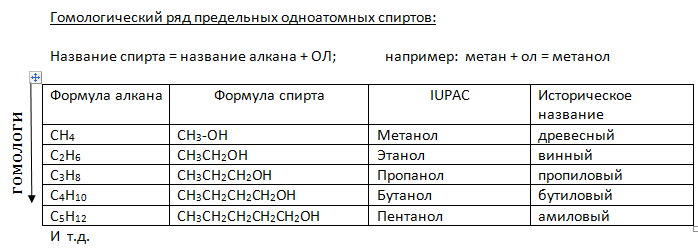 Гомологический ряд предельных одноатомных спиртов:
Название спирта = название алкана + ОЛ; например: метан + ол = метанол
ГОМОЛОГИ
Формула алкана Формула спирта IUPAC Историческое название
CH4 CH3-OH Метанол древесный
C2H6 CH3CH2OH Этанол винный
C3H8 CH3CH2CH2OH Пропанол пропиловый
C4H10 CH3CH2CH2CH2OH Бутанол бутиловый
C5H12 CH3CH2CH2CH2CH2OH Пентанол амиловый
И т.д.